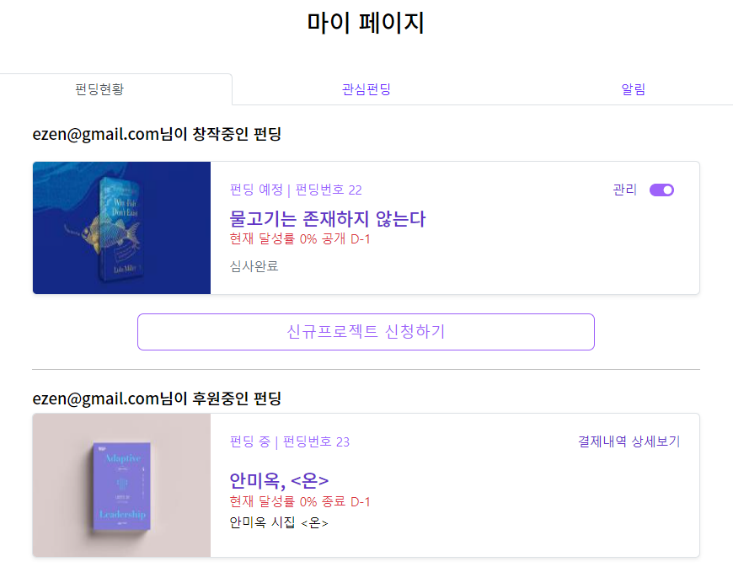 마이 페이지
펀딩현황
관심펀딩
알림
ezen@gmail.com님이 창작중인 펀딩
Why Fish
Don't Exist
펀딩 예정 | 펀딩번호 22
관리
물고기는 존재하지 않는다
현재 달성률 0% 공개 D-1
심사완료
신규프로젝트 신청하기
ezen@gmail.com님이 후원중인 펀딩
Adaptive
Leadership
펀딩 중 | 펀딩번호 23
결제내역 상세보기
안미옥, <온>
현재 달성률 0% 종료 D-1
안미옥 시집 <온>